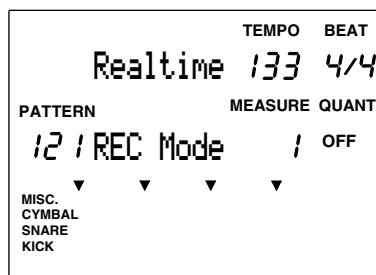 TEMPO BEAT
Realtime 133 4/4
PATTERN MEASURE QUANT
121 REC Mode 1 OFF
MISC.
CYMBAL
SNARE
KICK